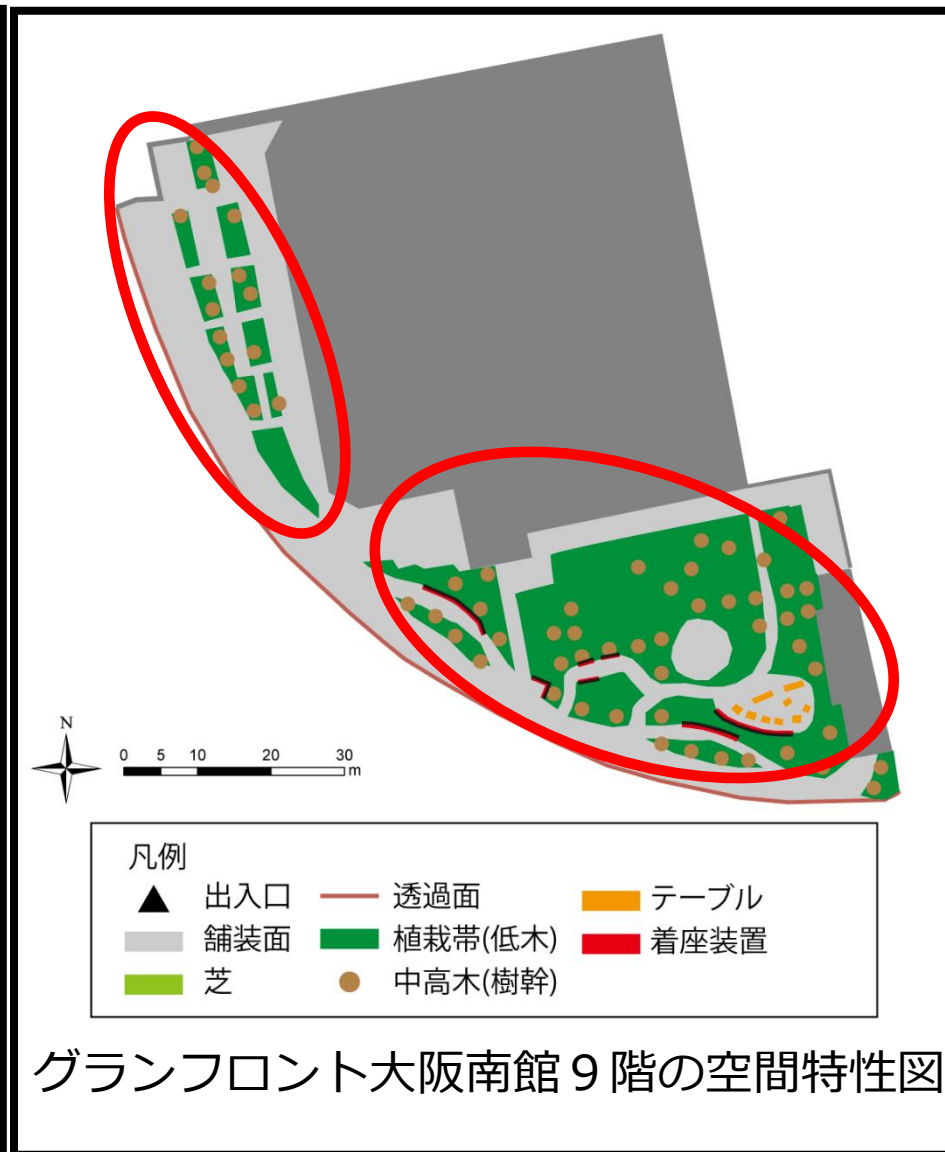 N
0 5 10 20 30
m
凡例
出入口 透過面 テーブル
舗装面 植栽帯(低木) 着座装置
芝 中高木(樹幹)
グランフロント大阪南館９階の空間特性図